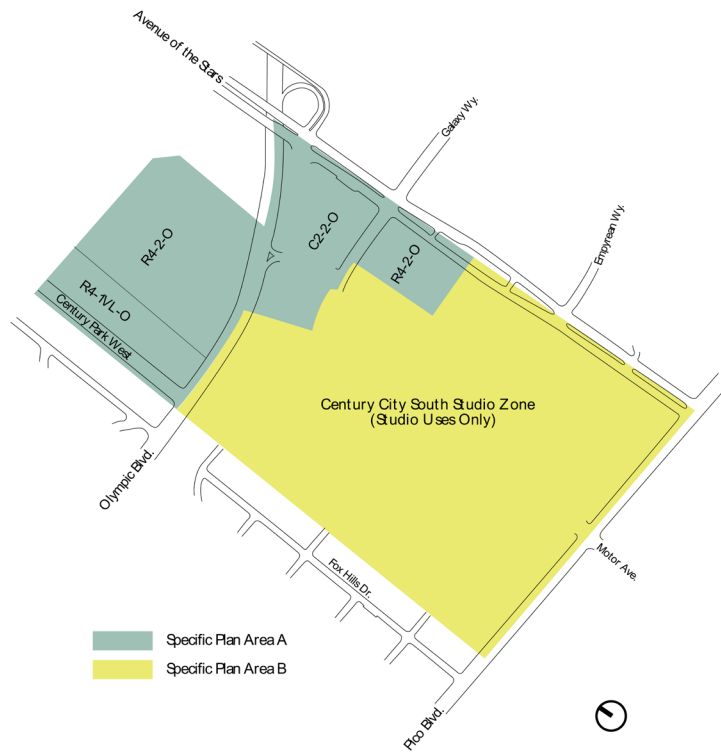 Avenue of the Stars
Galaxy Wy.
Empyrean Wy.
R4-2-O
C2-2-O
R4-2-O
R4-1VL-O
Century Park West
Century City South Studio Zone
(Studio Uses Only)
Olympic Blvd.
Motor Ave.
Fox Hills Dr.
Specific Plan Area A
Specific Plan Area B
Pico Blvd.